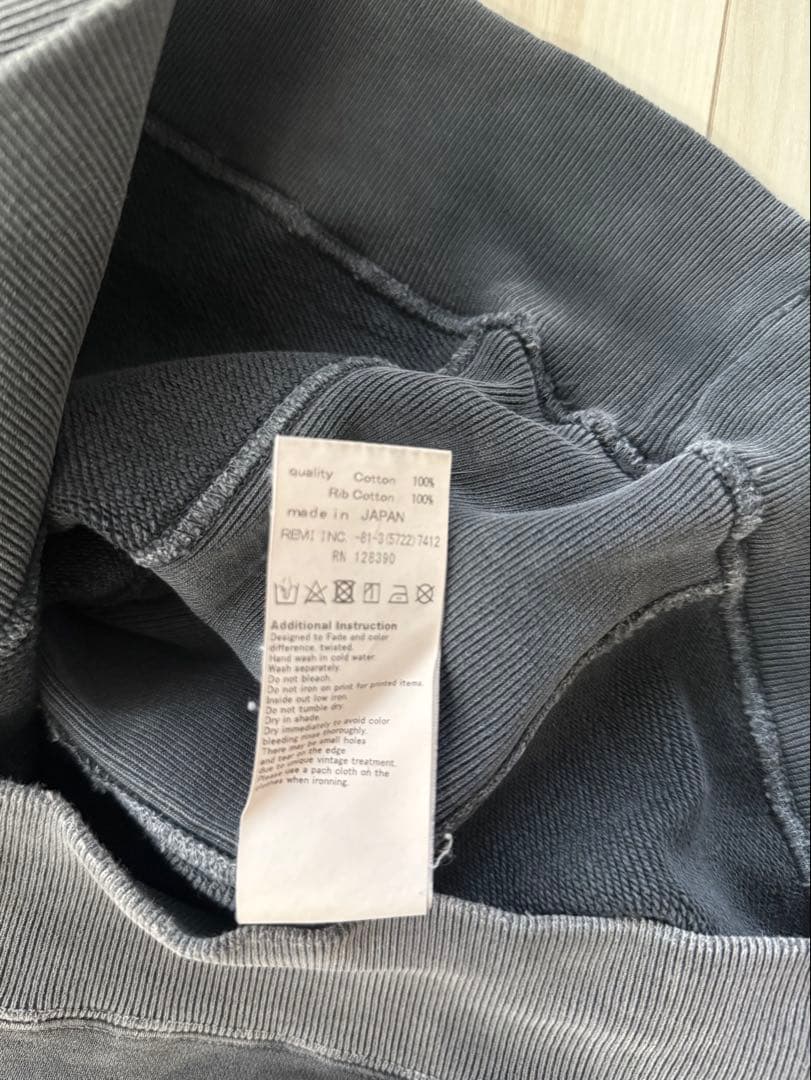 quality Cotton 100%
Rib Cotton 100%
made in JAPAN
REMI INC. -81-3(5722)7412
RN 128390
Additional Instruction
Designed to Fade and color
difference, twisted.
Hand wash in cold water.
Wash separately.
Do not bleach.
Do not iron on print for printed items.
Inside out low iron.
Do not tumble dry.
Dry in shade.
Dry immediately to avoid color
bleeding rinse thoroughly.
There may be small holes
and tear on the edge
due to unique vintage treatment.
Please use a pach cloth on the
clothes when ironning.